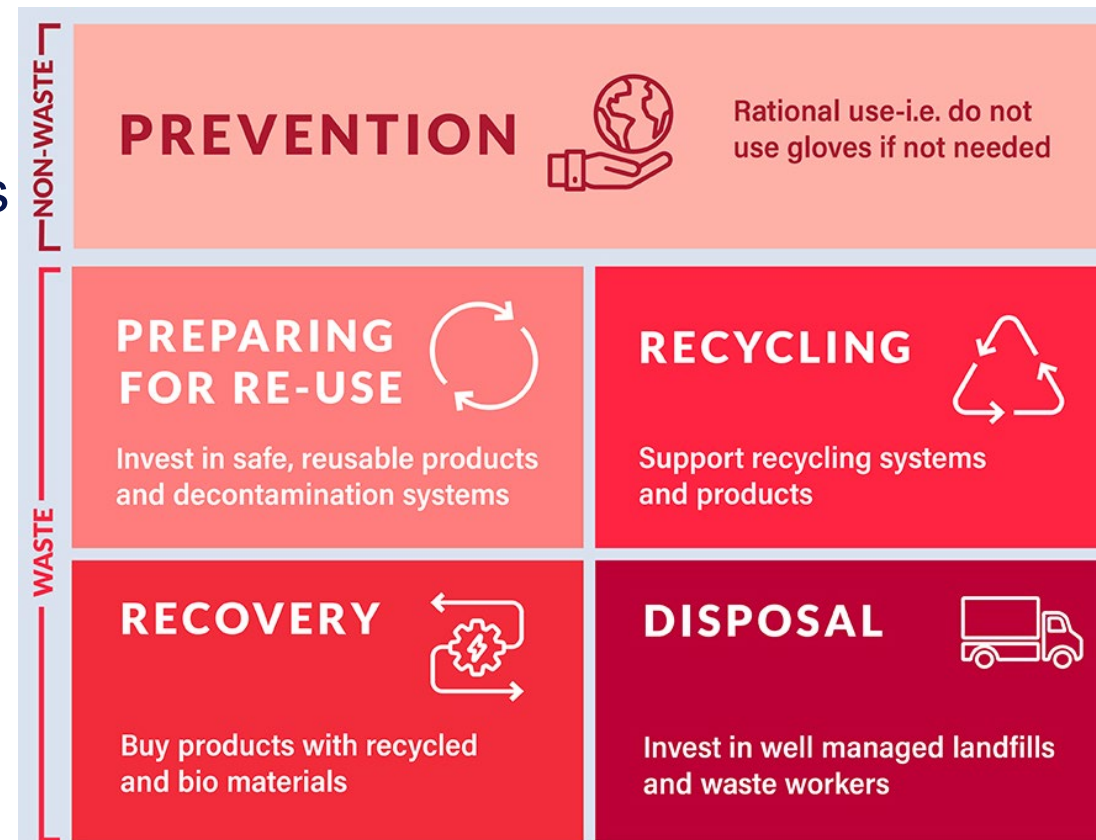 NON-WASTE
PREVENTION
Rational use-i.e. do not
use gloves if not needed
s
WASTE
PREPARING
FOR RE-USE
Invest in safe, reusable products
and decontamination systems
RECYCLING
Support recycling systems
and products
RECOVERY
Buy products with recycled
and bio materials
DISPOSAL
Invest in well managed landfills
and waste workers